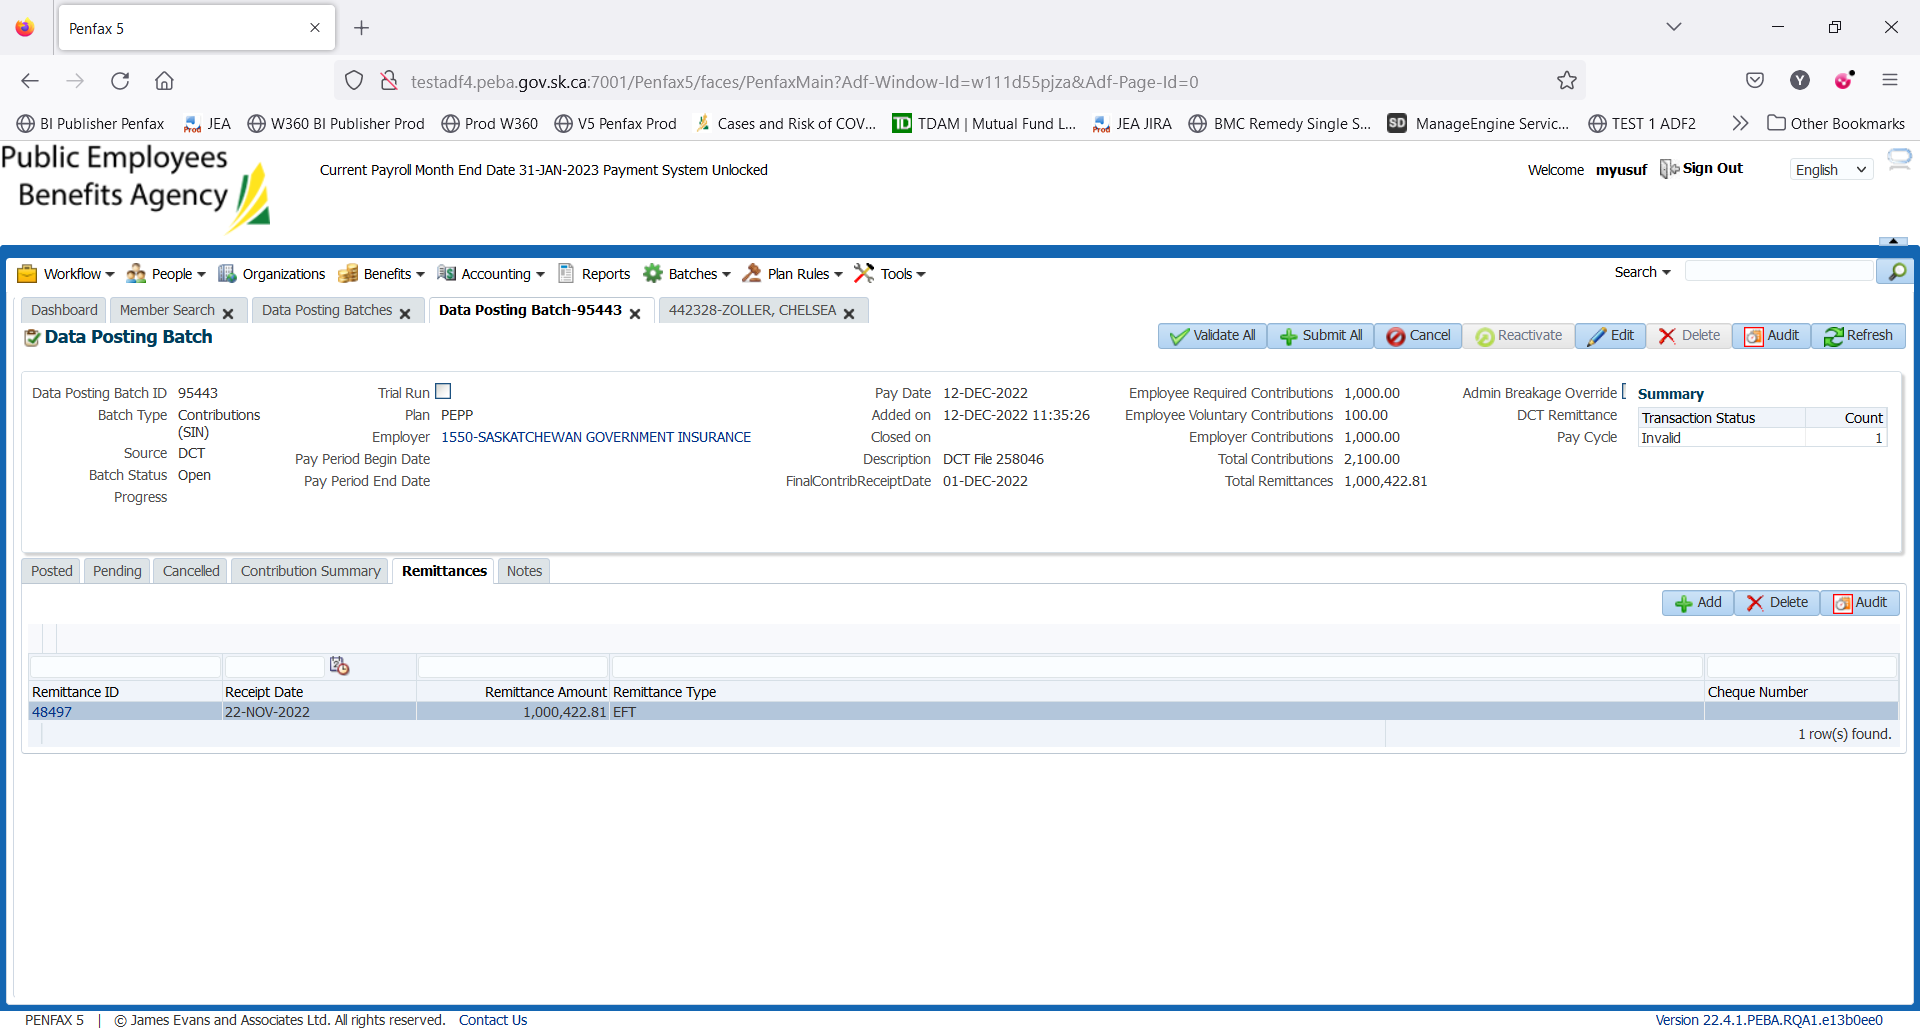 Penfax 5
testadf4.peba.gov.sk.ca:7001/Penfax5/faces/PenfaxMain?Adf-Window-Id=w111d55pjza&Adf-Page-Id=0
Y
BI Publisher Penfax JEA W360 BI Publisher Prod Prod W360 V5 Penfax Prod Cases and Risk of COV... TD TDAM | Mutual Fund L... JEA JIRA BMC Remedy Single S... SD ManageEngine Servic... TEST 1 ADF2 Other Bookmarks
Public Employees
Benefits Agency
Current Payroll Month End Date 31-JAN-2023 Payment System Unlocked
Welcome myusuf Sign Out English
Workflow People Organizations Benefits Accounting Reports Batches Plan Rules Tools Search
Dashboard Member Search Data Posting Batches Data Posting Batch-95443 442328-ZOLLER, CHELSEA
Data Posting Batch
Validate All Submit All Cancel Reactivate Edit Delete Audit Refresh
Data Posting Batch ID 95443
Batch Type Contributions (SIN)
Source DCT
Batch Status Open
Progress
Trial Run
Plan PEPP
Employer 1550-SASKATCHEWAN GOVERNMENT INSURANCE
Pay Period Begin Date
Pay Period End Date
Pay Date 12-DEC-2022
Added on 12-DEC-2022 11:35:26
Closed on
Description DCT File 258046
FinalContribReceiptDate 01-DEC-2022
Employee Required Contributions 1,000.00
Employee Voluntary Contributions 100.00
Employer Contributions 1,000.00
Total Contributions 2,100.00
Total Remittances 1,000,422.81
Admin Breakage Override
DCT Remittance
Pay Cycle
Summary
Transaction Status Count
Invalid 1
Posted Pending Cancelled Contribution Summary Remittances Notes
Add Delete Audit
Remittance ID Receipt Date Remittance Amount Remittance Type Cheque Number
48497 22-NOV-2022 1,000,422.81 EFT
1 row(s) found.
PENFAX 5 | © James Evans and Associates Ltd. All rights reserved. Contact Us
Version 22.4.1.PEBA.RQA1.e13b0ee0